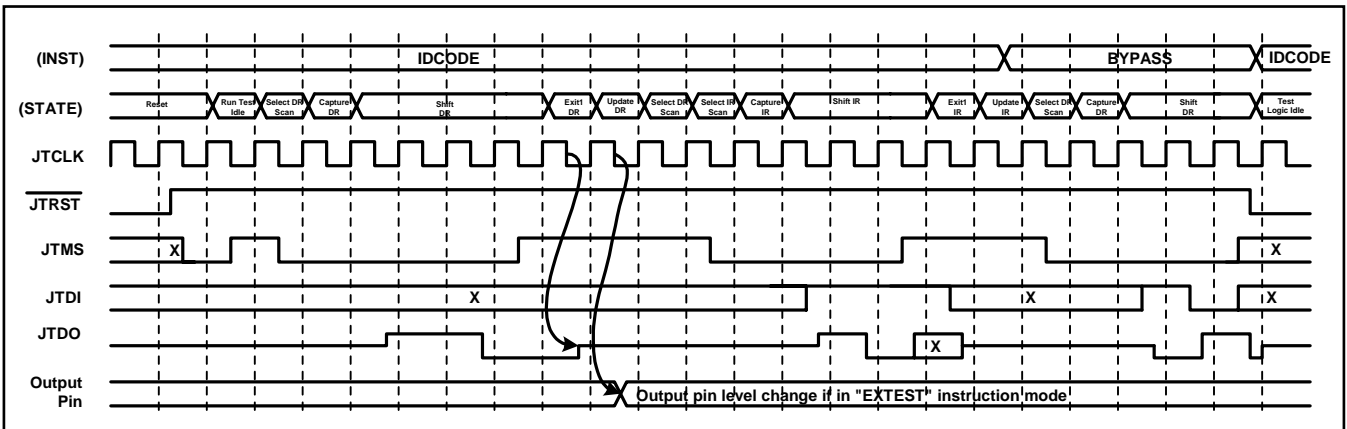 (INST) IDCODE BYPASS IDCODE
(STATE) Reset Run Test Idle Select DR Scan Capture DR Shift DR Exit1 DR Update DR Select DR Scan Select IR Scan Capture IR Shift IR Exit1 IR Update IR Select DR Scan Capture DR Shift DR Test Logic Idle
JTCLK
JTRST
JTMS X X
JTDI X X X
JTDO X
Output Pin Output pin level change if in "EXTEST" instruction mode